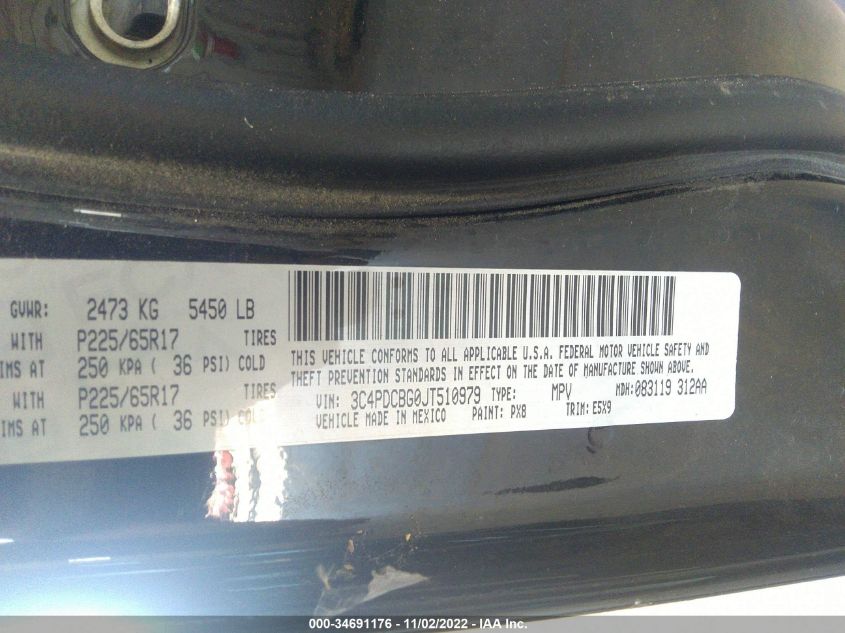 GVWR: 2473 KG 5450 LB
WITH P225/65R17 TIRES
IMS AT 250 KPA ( 36 PSI) COLD
WITH P225/65R17 TIRES
IMS AT 250 KPA ( 36 PSI) COLD
THIS VEHICLE CONFORMS TO ALL APPLICABLE U.S.A. FEDERAL MOTOR VEHICLE SAFETY AND
THEFT PREVENTION STANDARDS IN EFFECT ON THE DATE OF MANUFACTURE SHOWN ABOVE.
VIN: 3C4PDCBG0JT510979 TYPE: MPV MDH:083119 312AA
VEHICLE MADE IN MEXICO PAINT: PX8 TRIM: E5X9
000-34691176 - 11/02/2022 - IAA Inc.